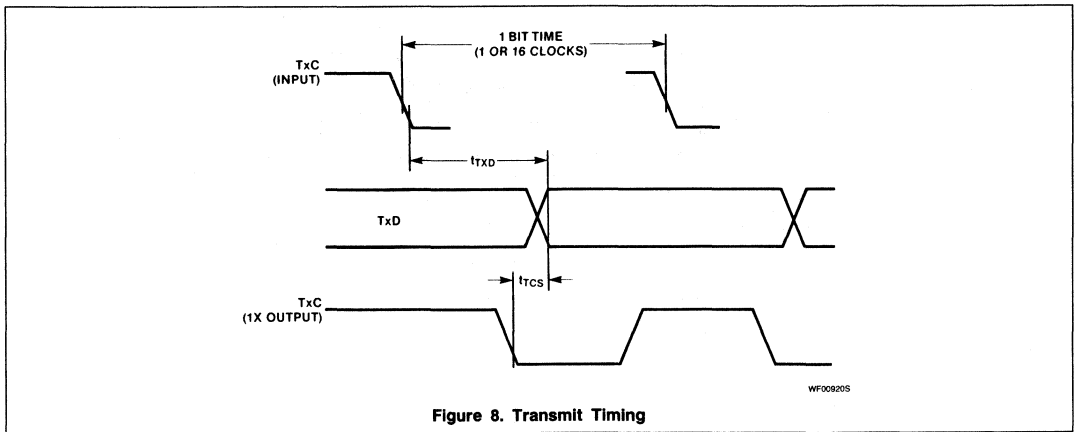 1 BIT TIME
(1 OR 16 CLOCKS)
TxC
(INPUT)
tTXD
TxD
tTCS
TxC
(1X OUTPUT)
WF00920S
Figure 8. Transmit Timing